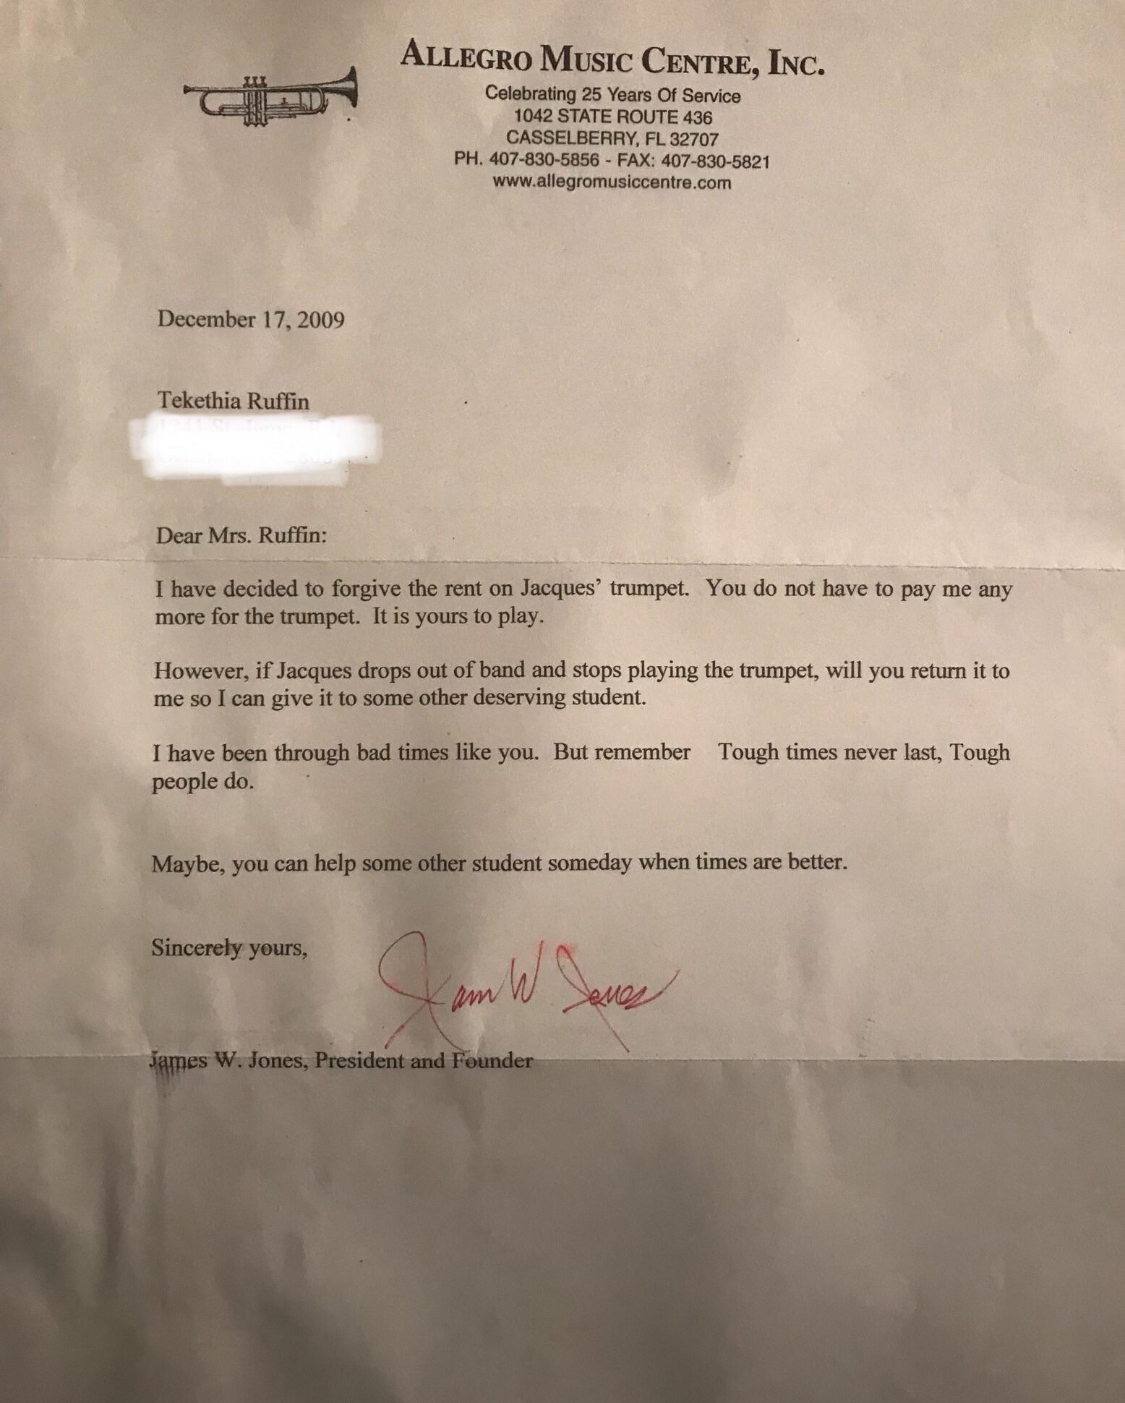 ALLEGRO MUSIC CENTRE, INC.
Celebrating 25 Years Of Service
1042 STATE ROUTE 436
CASSELBERRY, FL 32707
PH. 407-830-5856 - FAX: 407-830-5821
www.allegromusiccentre.com
December 17, 2009
Tekethia Ruffin
Dear Mrs. Ruffin:
I have decided to forgive the rent on Jacques' trumpet.  You do not have to pay me any
more for the trumpet.  It is yours to play.
However, if Jacques drops out of band and stops playing the trumpet, will you return it to
me so I can give it to some other deserving student.
I have been through bad times like you.  But remember    Tough times never last, Tough
people do.
Maybe, you can help some other student someday when times are better.
Sincerely yours,
James W Jones
James W. Jones, President and Founder